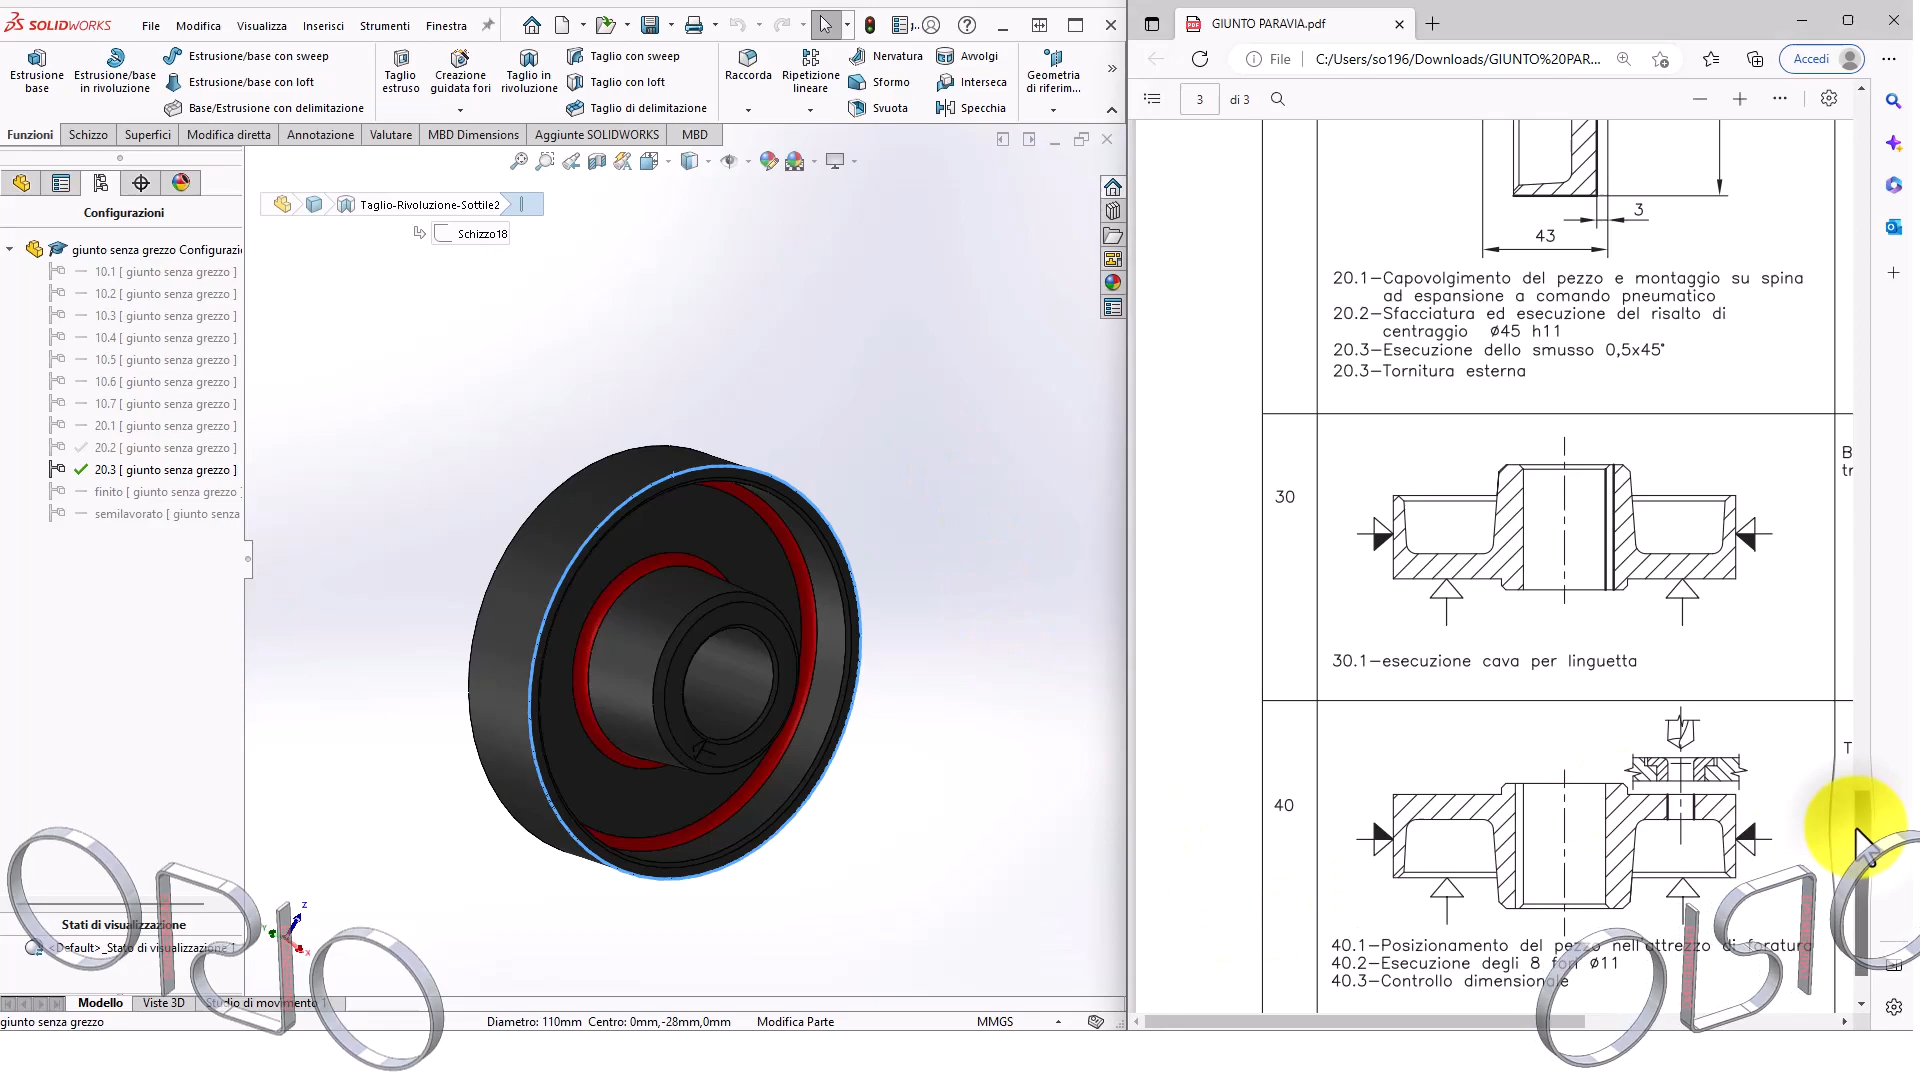 SOLIDWORKS
File
Modifica
Visualizza
Inserisci
Strumenti
Finestra
Estrusione
base
Estrusione/base
in rivoluzione
Estrusione/base con sweep
Estrusione/base con loft
Base/Estrusione con delimitazione
Taglio
estruso
Creazione
guidata fori
Taglio in
rivoluzione
Taglio con sweep
Taglio con loft
Taglio di delimitazione
Raccorda
Ripetizione
lineare
Nervatura
Sformo
Svuota
Avvolgi
Interseca
Specchia
Geometria
di riferim...
Funzioni
Schizzo
Superfici
Modifica diretta
Annotazione
Valutare
MBD Dimensions
Aggiunte SOLIDWORKS
MBD
Configurazioni
giunto senza grezzo Configurazi
10.1 [ giunto senza grezzo ]
10.2 [ giunto senza grezzo ]
10.3 [ giunto senza grezzo ]
10.4 [ giunto senza grezzo ]
10.5 [ giunto senza grezzo ]
10.6 [ giunto senza grezzo ]
10.7 [ giunto senza grezzo ]
20.1 [ giunto senza grezzo ]
20.2 [ giunto senza grezzo ]
20.3 [ giunto senza grezzo ]
finito [ giunto senza grezzo ]
semilavorato [ giunto senza
Taglio-Rivoluzione-Sottile2
Schizzo18
Stati di visualizzazione
<Default>_Stato di visualizzazione 1
Z
Y
X
Modello
Viste 3D
Studio di movimento 1
giunto senza grezzo
Diametro: 110mm Centro: 0mm,-28mm,0mm
Modifica Parte
MMGS
GIUNTO PARAVIA.pdf
File
C:/Users/so196/Downloads/GIUNTO%20PAR...
Accedi
3
di 3
3
43
20.1-Capovolgimento del pezzo e montaggio su spina
ad espansione a comando pneumatico
20.2-Sfacciatura ed esecuzione del risalto di
centraggio ø45 h11
20.3-Esecuzione dello smusso 0,5x45°
20.3-Tornitura esterna
B
tr
30
30.1-esecuzione cava per linguetta
T
40
40.1-Posizionamento del pezzo nell'attrezzo di foratura
40.2-Esecuzione degli 8 fori ø11
40.3-Controllo dimensionale